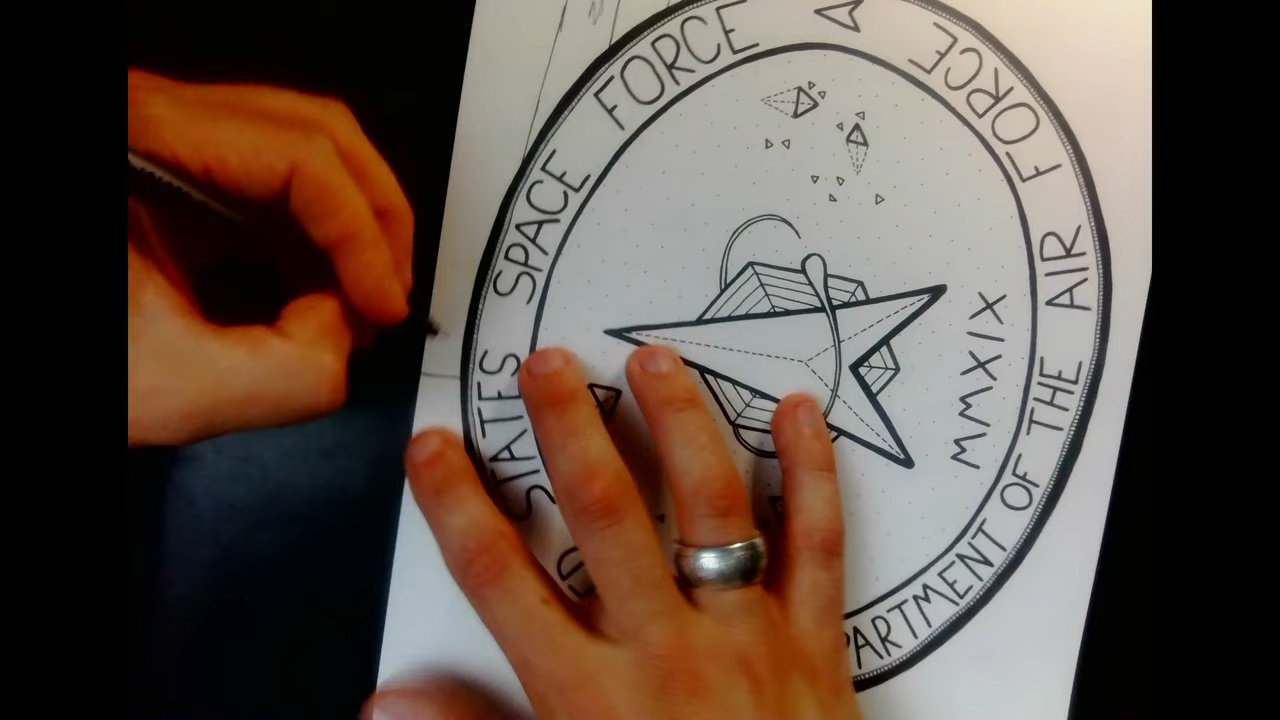 STATES SPACE FORCE
PARTMENT OF THE AIR FORCE
MMXIX